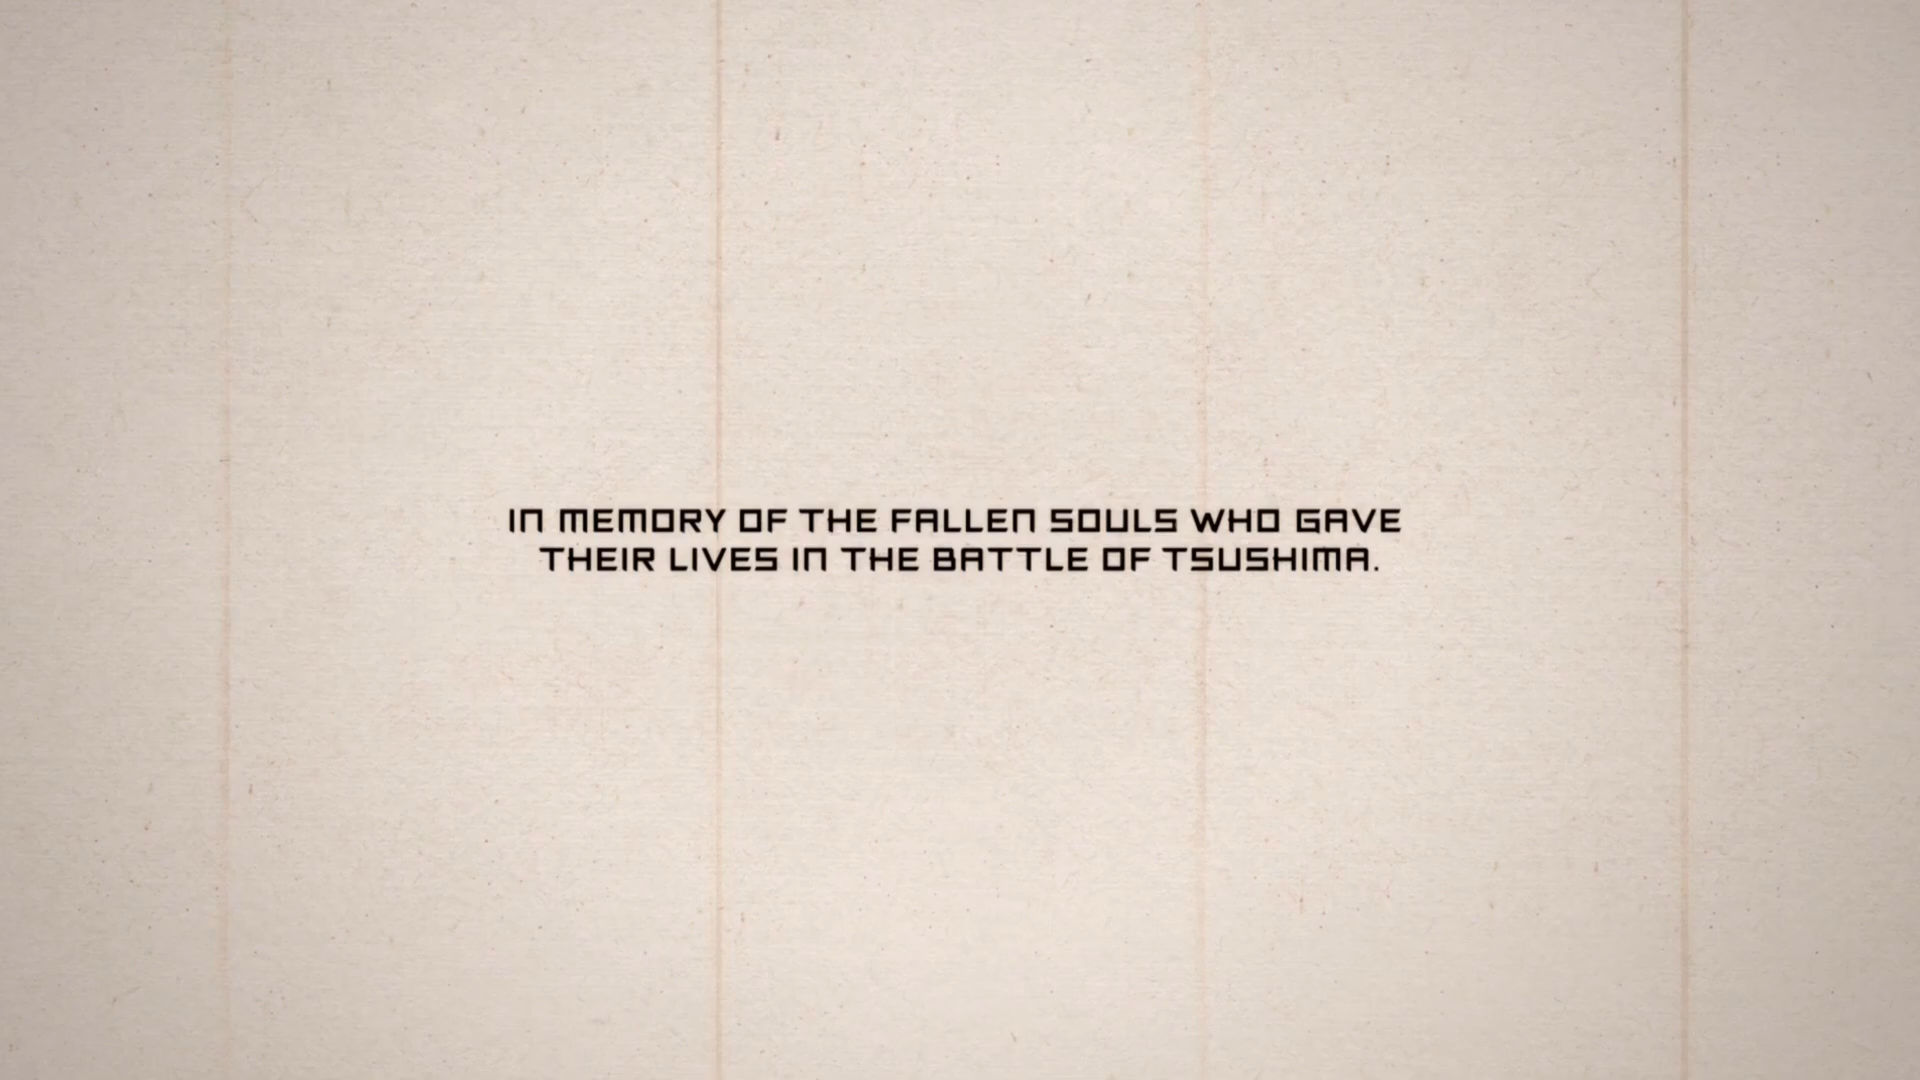 IN MEMORY OF THE FALLEN SOULS WHO GAVE
THEIR LIVES IN THE BATTLE OF TSUSHIMA.